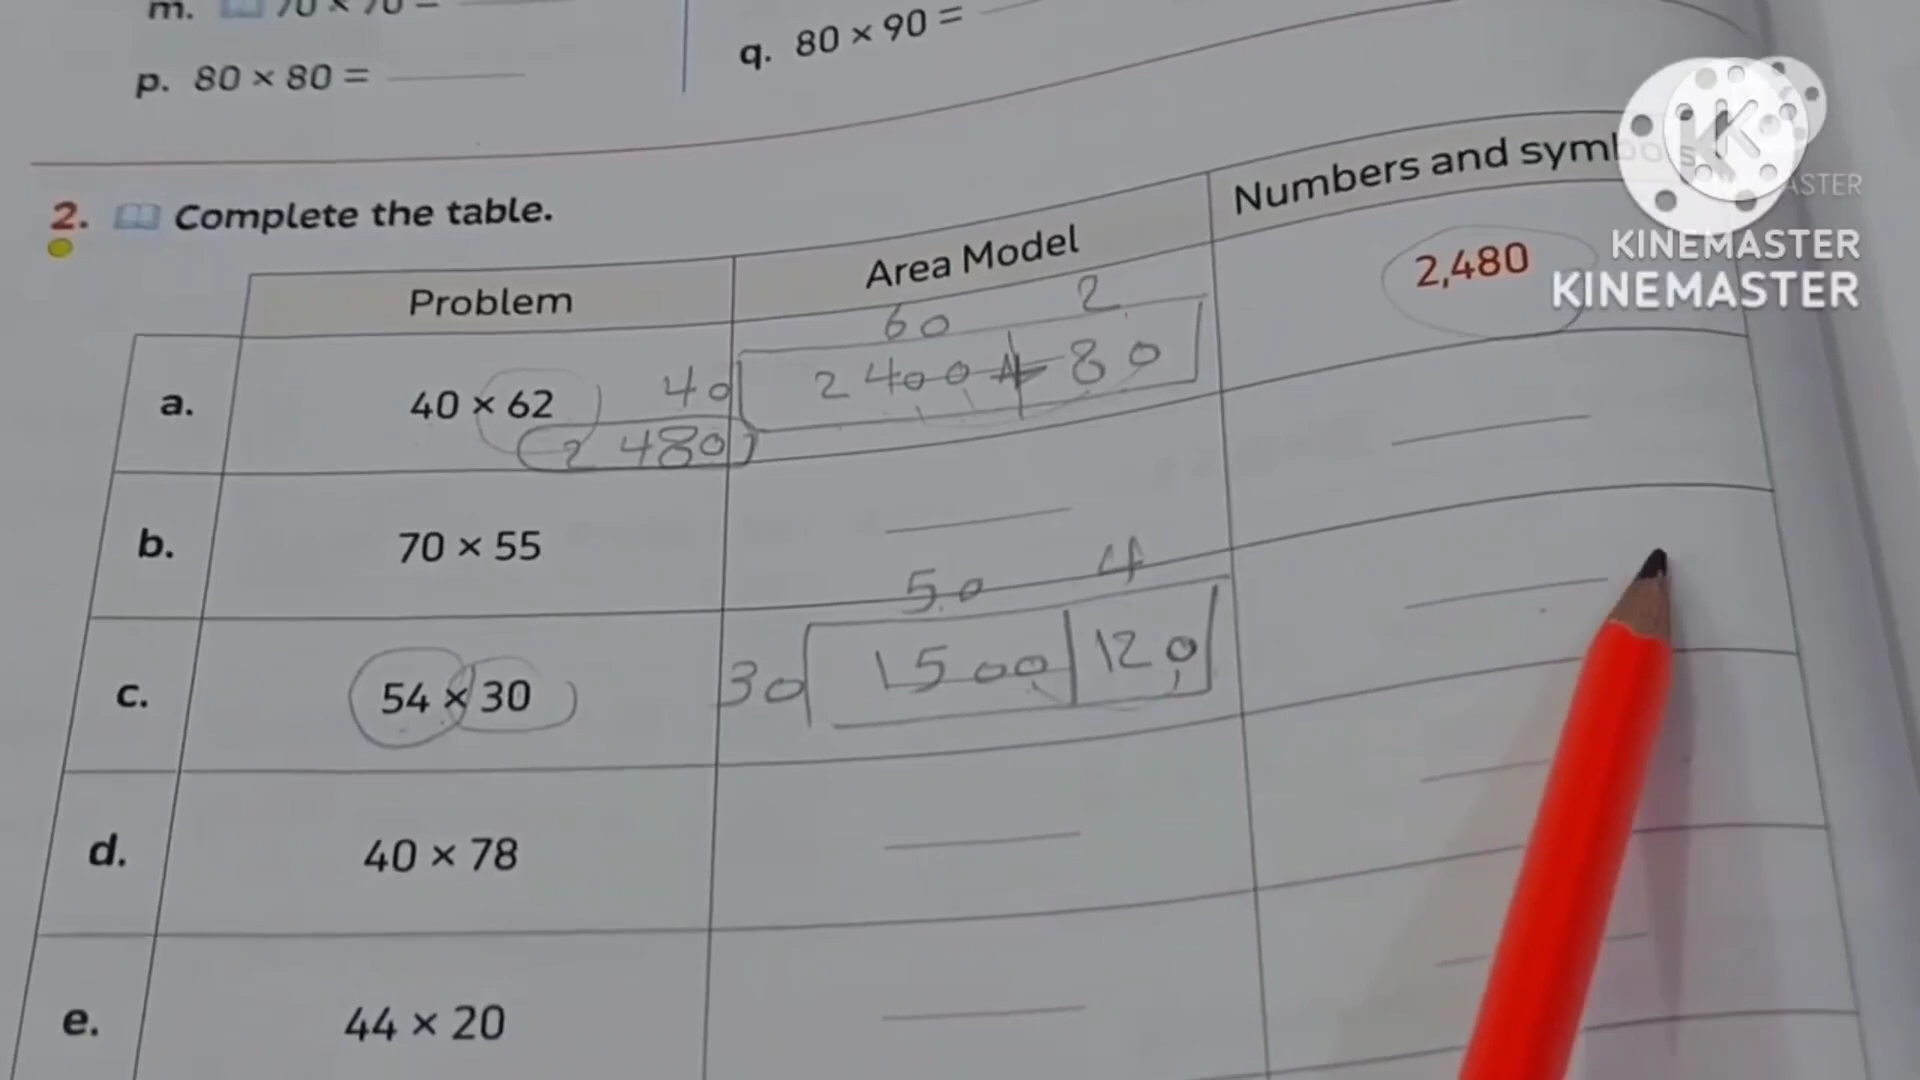 m. 70 × 70 =
p. 80 × 80 =
q. 80 × 90 =
2. Complete the table.
Problem
Area Model
Numbers and symb
a. 40 × 62
60 2
40 2400 + 80
2480
2,480
b. 70 × 55
c. 54 × 30
50 4
30 1500 120
d. 40 × 78
e. 44 × 20
KINEMASTER
KINEMASTER